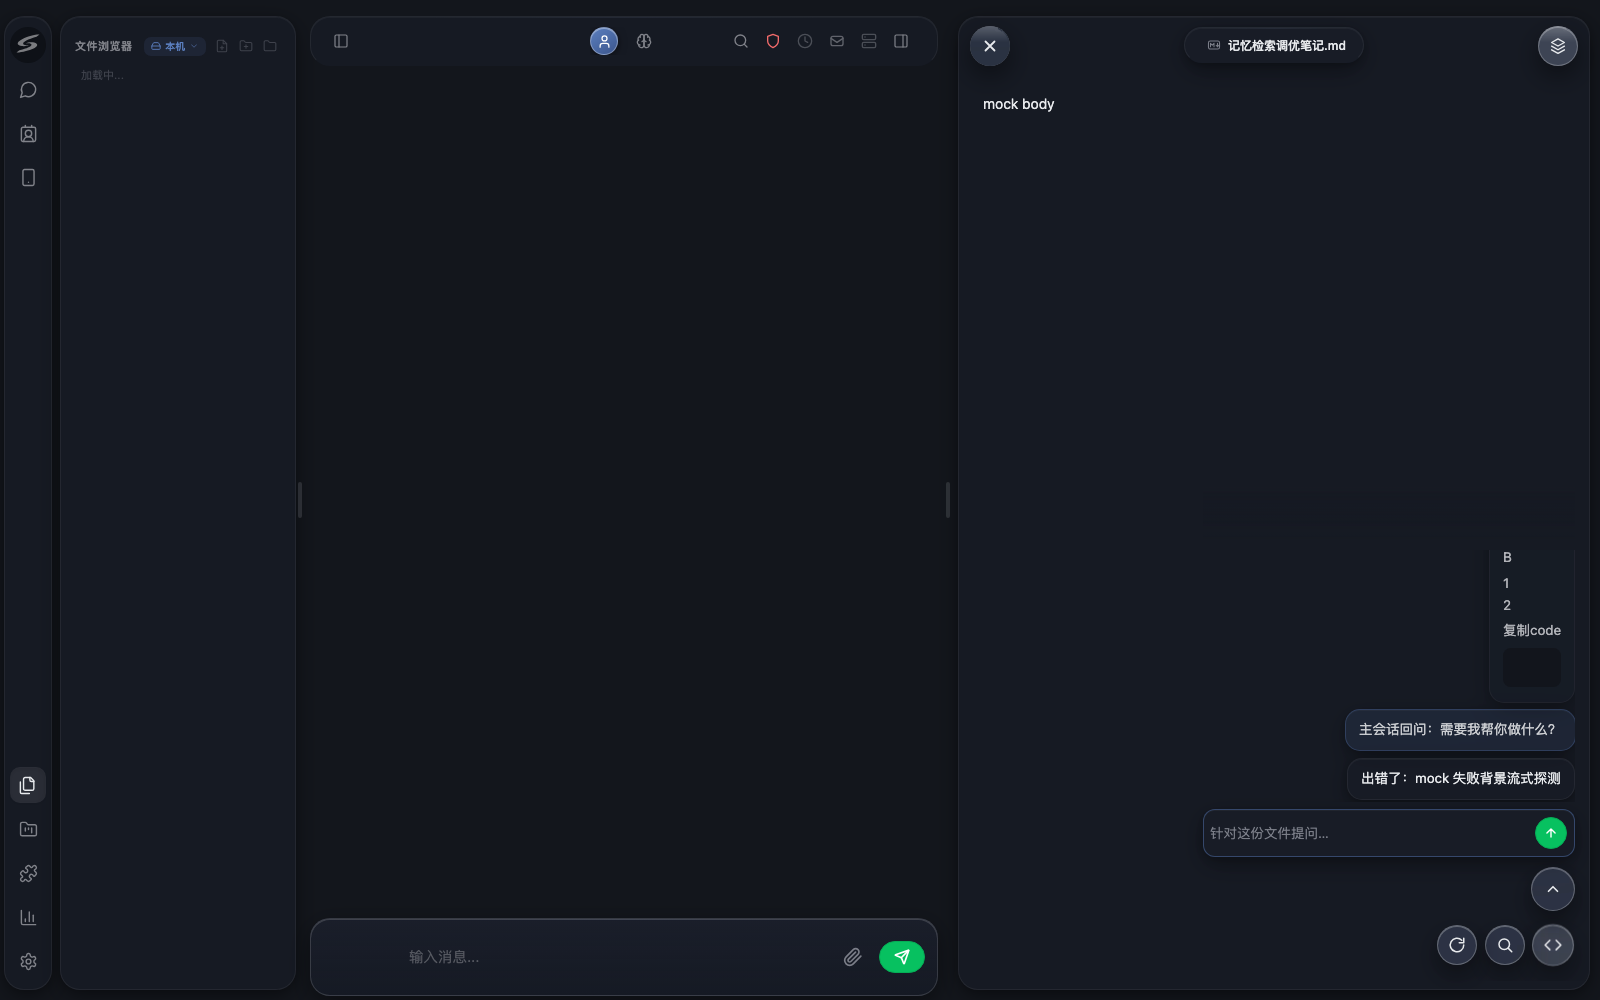 文件浏览器
本机
加载中...
输入消息...
记忆检索调优笔记.md
mock body
B
1
2
复制code
主会话回问：需要我帮你做什么？
出错了：mock 失败背景流式探测
针对这份文件提问...